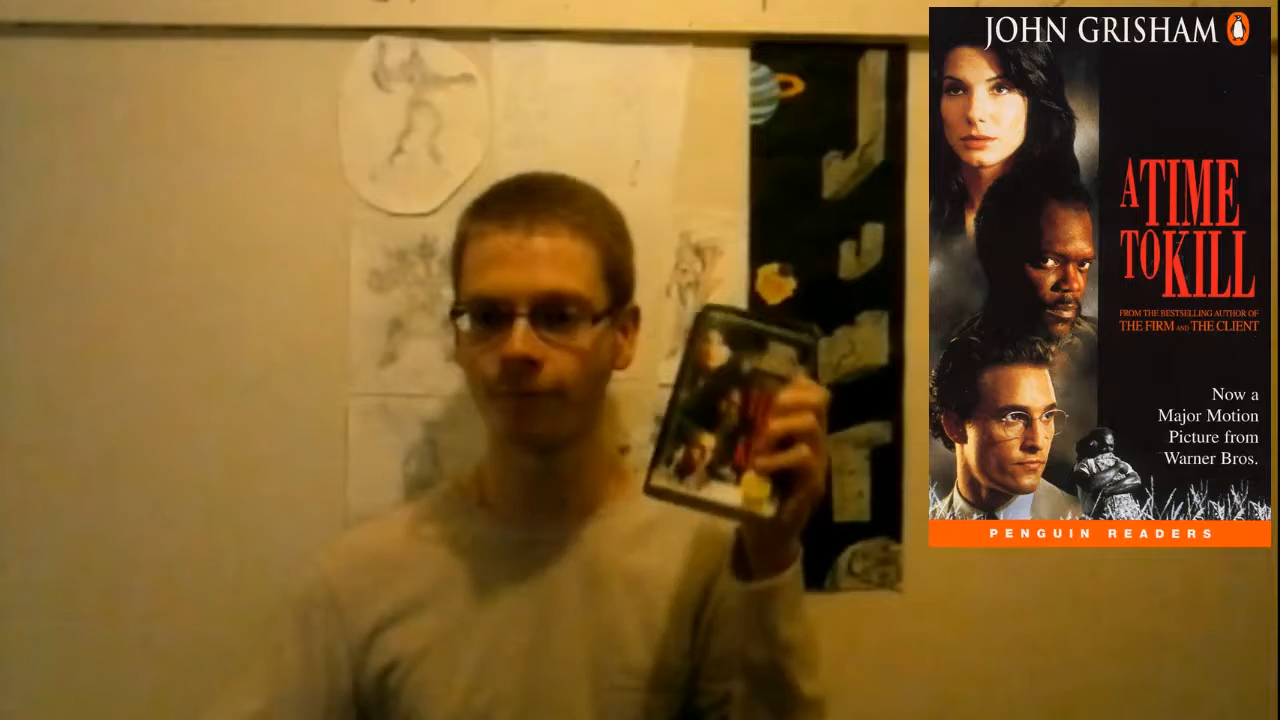 JOHN GRISHAM
A TIME
TO KILL
FROM THE BESTSELLING AUTHOR OF
THE FIRM AND THE CLIENT
Now a
Major Motion
Picture from
Warner Bros.
PENGUIN READERS